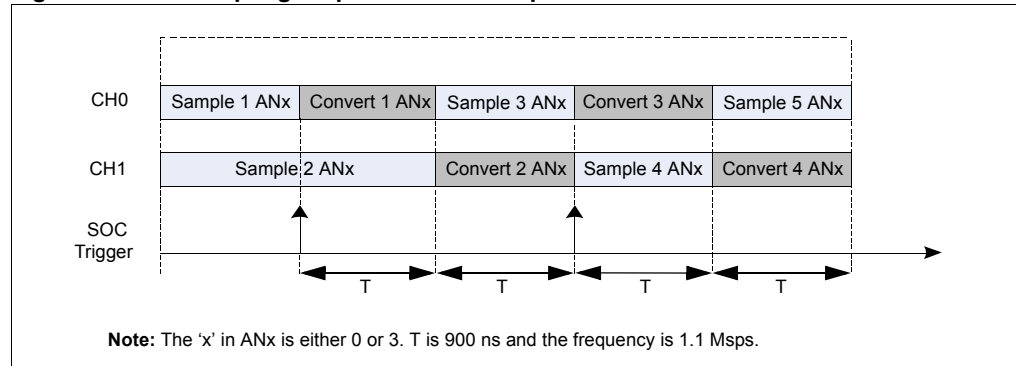 CH0
Sample 1 ANx Convert 1 ANx Sample 3 ANx Convert 3 ANx Sample 5 ANx
CH1
Sample 2 ANx Convert 2 ANx Sample 4 ANx Convert 4 ANx
SOC
Trigger
T T T T
Note: The ‘x’ in ANx is either 0 or 3. T is 900 ns and the frequency is 1.1 Msps.